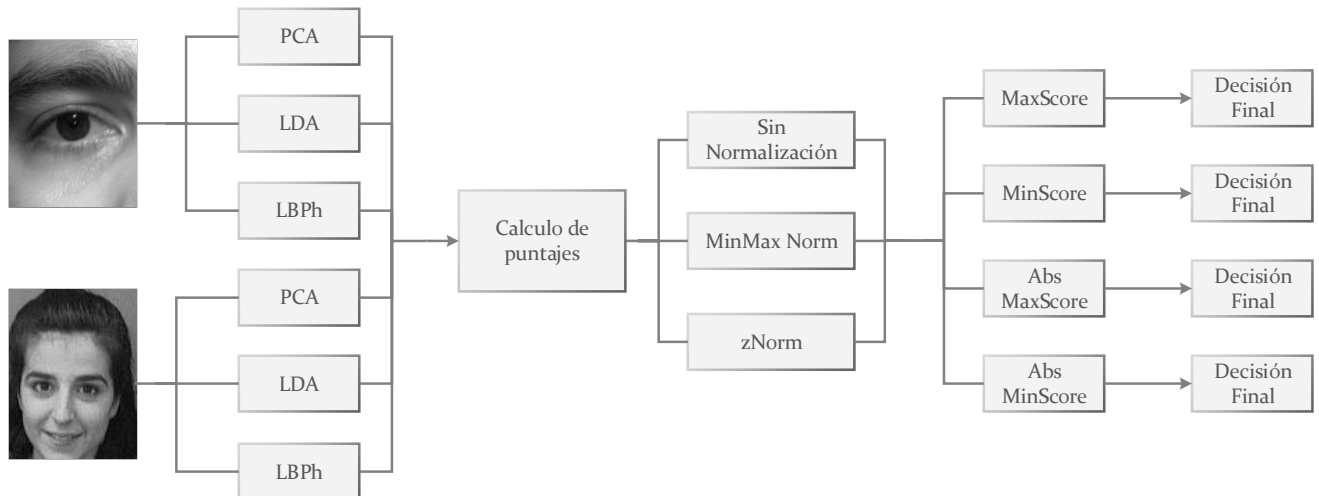 PCA
LDA
LBPh
PCA
LDA
LBPh
Calculo de
puntajes
Sin
Normalización
MinMax Norm
zNorm
MaxScore
Decisión
Final
MinScore
Decisión
Final
Abs
MaxScore
Decisión
Final
Abs
MinScore
Decisión
Final